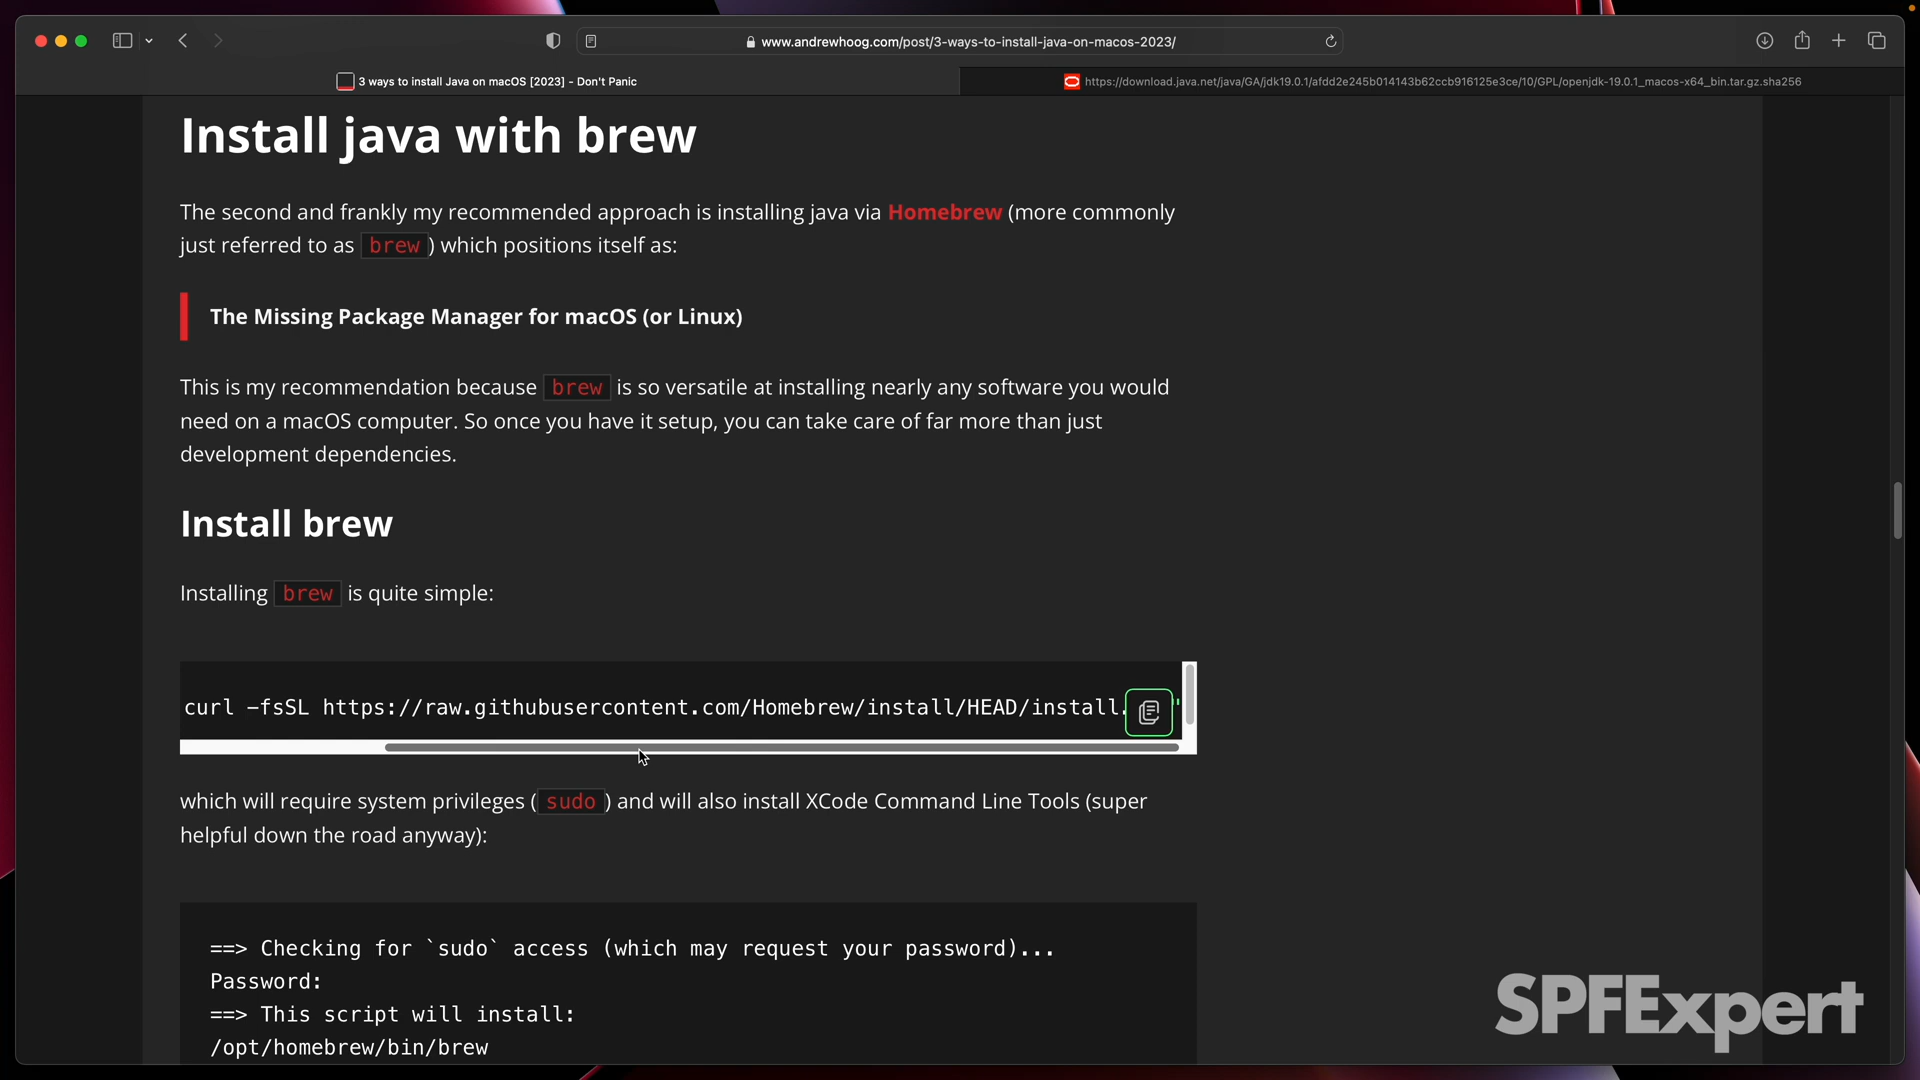 www.andrewhoog.com/post/3-ways-to-install-java-on-macos-2023/
3 ways to install Java on macOS [2023] - Don't Panic
https://download.java.net/java/GA/jdk19.0.1/afdd2e245b014143b62ccb916125e3ce/10/GPL/openjdk-19.0.1_macos-x64_bin.tar.gz.sha256
Install java with brew
The second and frankly my recommended approach is installing java via Homebrew (more commonly
just referred to as brew) which positions itself as:
The Missing Package Manager for macOS (or Linux)
This is my recommendation because brew is so versatile at installing nearly any software you would
need on a macOS computer. So once you have it setup, you can take care of far more than just
development dependencies.
Install brew
Installing brew is quite simple:
curl -fsSL https://raw.githubusercontent.com/Homebrew/install/HEAD/install.
which will require system privileges (sudo) and will also install XCode Command Line Tools (super
helpful down the road anyway):
==> Checking for `sudo` access (which may request your password)...
Password:
==> This script will install:
/opt/homebrew/bin/brew
SPFExpert